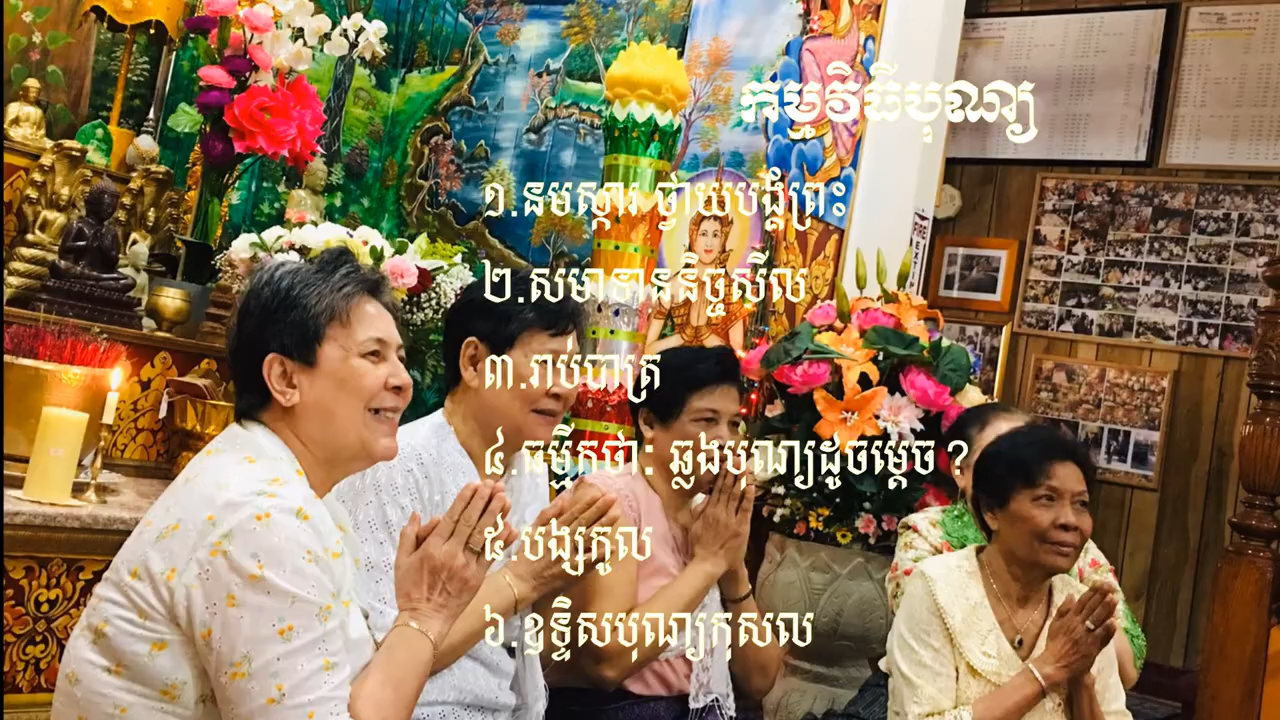 កម្មវិធីបុណ្យ
១.នមស្ការ ថ្វាយបង្គំព្រះ
២.សមាទាននិច្ចសីល
៣.រាប់បាត្រ
៤.ធម្មីកថា: ឆ្លងបុណ្យដូចម្ដេច ?
៥.បង្សកូល
៦.ឧទ្ទិសបុណ្យកុសល
FIRE